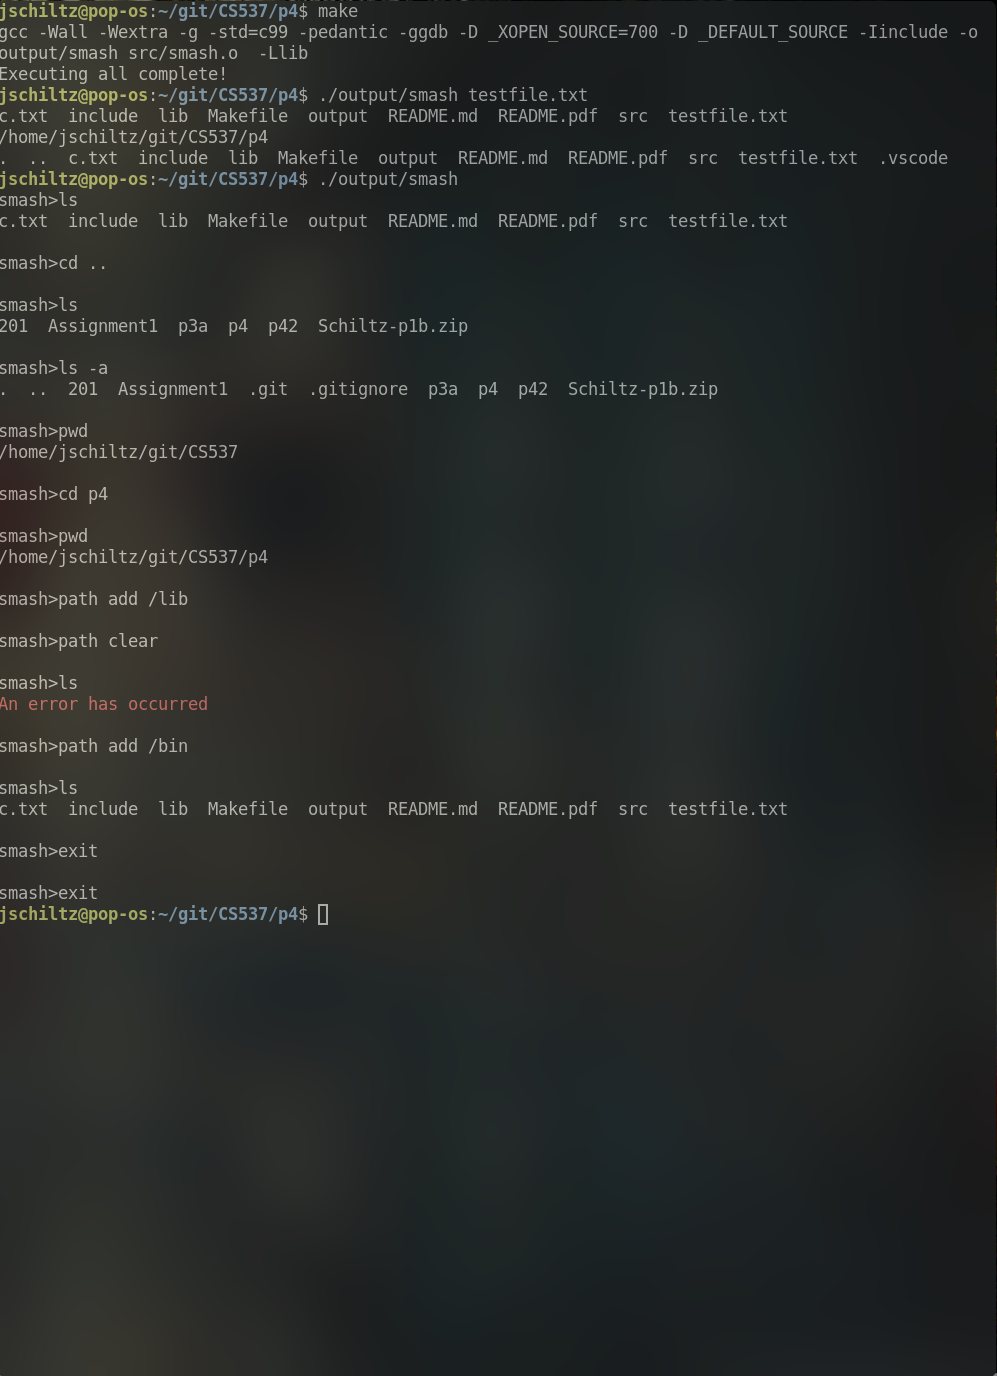 jschiltz@pop-os:~/git/CS537/p4$ make
gcc -Wall -Wextra -g -std=c99 -pedantic -ggdb -D _XOPEN_SOURCE=700 -D _DEFAULT_SOURCE -Iinclude -o
output/smash src/smash.o  -Llib
Executing all complete!
jschiltz@pop-os:~/git/CS537/p4$ ./output/smash testfile.txt
c.txt  include  lib  Makefile  output  README.md  README.pdf  src  testfile.txt
/home/jschiltz/git/CS537/p4
.  ..  c.txt  include  lib  Makefile  output  README.md  README.pdf  src  testfile.txt  .vscode
jschiltz@pop-os:~/git/CS537/p4$ ./output/smash
smash>ls
c.txt  include  lib  Makefile  output  README.md  README.pdf  src  testfile.txt
smash>cd ..
smash>ls
201  Assignment1  p3a  p4  p42  Schiltz-p1b.zip
smash>ls -a
.  ..  201  Assignment1  .git  .gitignore  p3a  p4  p42  Schiltz-p1b.zip
smash>pwd
/home/jschiltz/git/CS537
smash>cd p4
smash>pwd
/home/jschiltz/git/CS537/p4
smash>path add /lib
smash>path clear
smash>ls
An error has occurred
smash>path add /bin
smash>ls
c.txt  include  lib  Makefile  output  README.md  README.pdf  src  testfile.txt
smash>exit
smash>exit
jschiltz@pop-os:~/git/CS537/p4$